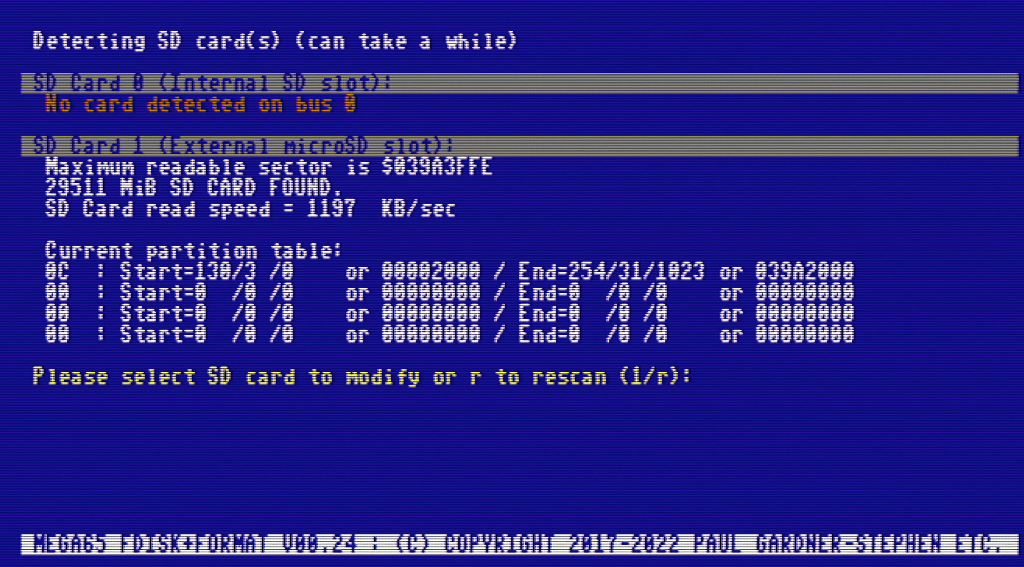 Detecting SD card(s) (can take a while)
SD Card 0 (Internal SD slot):
No card detected on bus 0
SD Card 1 (External microSD slot):
Maximum readable sector is $039A3FFE
29511 MiB SD CARD FOUND.
SD Card read speed = 1197  KB/sec
Current partition table:
0C  : Start=130/3 /0    or 00002000 / End=254/31/1023 or 039A2000
00  : Start=0  /0 /0    or 00000000 / End=0  /0 /0    or 00000000
00  : Start=0  /0 /0    or 00000000 / End=0  /0 /0    or 00000000
00  : Start=0  /0 /0    or 00000000 / End=0  /0 /0    or 00000000
Please select SD card to modify or r to rescan (1/r):
MEGA65 FDISK+FORMAT V00.24 : (C) COPYRIGHT 2017-2022 PAUL GARDNER-STEPHEN ETC.